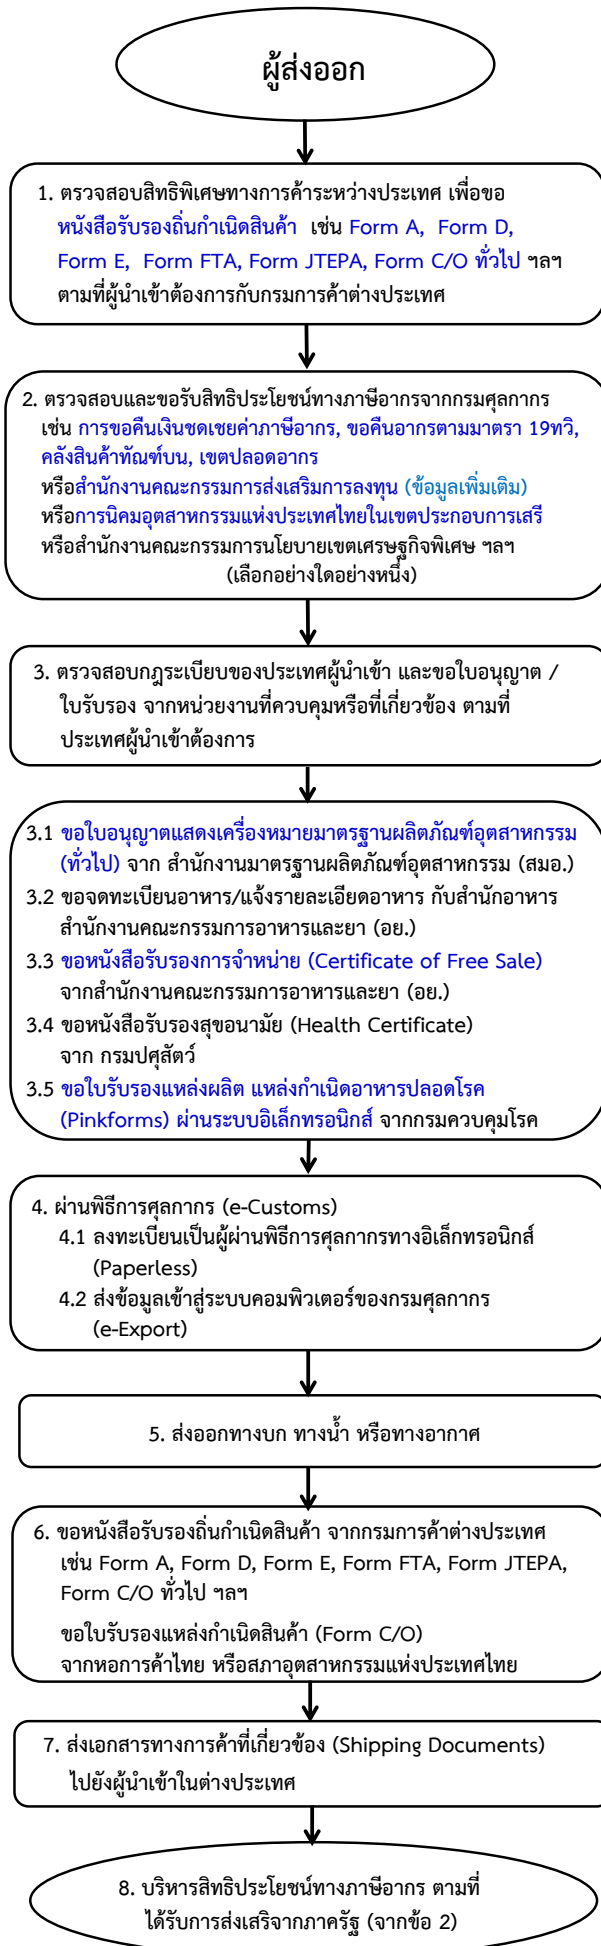 ผู้ส่งออก
1. ตรวจสอบสิทธิพิเศษทางการค้าระหว่างประเทศ เพื่อขอ
หนังสือรับรองถิ่นกำเนิดสินค้า เช่น Form A, Form D,
Form E, Form FTA, Form JTEPA, Form C/O ทั่วไป ฯลฯ
ตามที่ผู้นำเข้าต้องการกับกรมการค้าต่างประเทศ
2. ตรวจสอบและขอรับสิทธิประโยชน์ทางภาษีอากรจากกรมศุลกากร
เช่น การขอคืนเงินชดเชยค่าภาษีอากร, ขอคืนอากรตามมาตรา 19ทวิ,
คลังสินค้าทัณฑ์บน, เขตปลอดอากร
หรือสำนักงานคณะกรรมการส่งเสริมการลงทุน (ข้อมูลเพิ่มเติม)
หรือการนิคมอุตสาหกรรมแห่งประเทศไทยในเขตประกอบการเสรี
หรือสำนักงานคณะกรรมการนโยบายเขตเศรษฐกิจพิเศษ ฯลฯ
(เลือกอย่างใดอย่างหนึ่ง)
3. ตรวจสอบกฎระเบียบของประเทศผู้นำเข้า และขอใบอนุญาต /
ใบรับรอง จากหน่วยงานที่ควบคุมหรือที่เกี่ยวข้อง ตามที่
ประเทศผู้นำเข้าต้องการ
3.1 ขอใบอนุญาตแสดงเครื่องหมายมาตรฐานผลิตภัณฑ์อุตสาหกรรม
(ทั่วไป) จาก สำนักงานมาตรฐานผลิตภัณฑ์อุตสาหกรรม (สมอ.)
3.2 ขอจดทะเบียนอาหาร/แจ้งรายละเอียดอาหาร กับสำนักอาหาร
สำนักงานคณะกรรมการอาหารและยา (อย.)
3.3 ขอหนังสือรับรองการจำหน่าย (Certificate of Free Sale)
จากสำนักงานคณะกรรมการอาหารและยา (อย.)
3.4 ขอหนังสือรับรองสุขอนามัย (Health Certificate)
จาก กรมปศุสัตว์
3.5 ขอใบรับรองแหล่งผลิต แหล่งกำเนิดอาหารปลอดโรค
(Pinkforms) ผ่านระบบอิเล็กทรอนิกส์ จากกรมควบคุมโรค
4. ผ่านพิธีการศุลกากร (e-Customs)
4.1 ลงทะเบียนเป็นผู้ผ่านพิธีการศุลกากรทางอิเล็กทรอนิกส์
(Paperless)
4.2 ส่งข้อมูลเข้าสู่ระบบคอมพิวเตอร์ของกรมศุลกากร
(e-Export)
5. ส่งออกทางบก ทางน้ำ หรือทางอากาศ
6. ขอหนังสือรับรองถิ่นกำเนิดสินค้า จากกรมการค้าต่างประเทศ
เช่น Form A, Form D, Form E, Form FTA, Form JTEPA,
Form C/O ทั่วไป ฯลฯ
ขอใบรับรองแหล่งกำเนิดสินค้า (Form C/O)
จากหอการค้าไทย หรือสภาอุตสาหกรรมแห่งประเทศไทย
7. ส่งเอกสารทางการค้าที่เกี่ยวข้อง (Shipping Documents)
ไปยังผู้นำเข้าในต่างประเทศ
8. บริหารสิทธิประโยชน์ทางภาษีอากร ตามที่
ได้รับการส่งเสริจากภาครัฐ (จากข้อ 2)